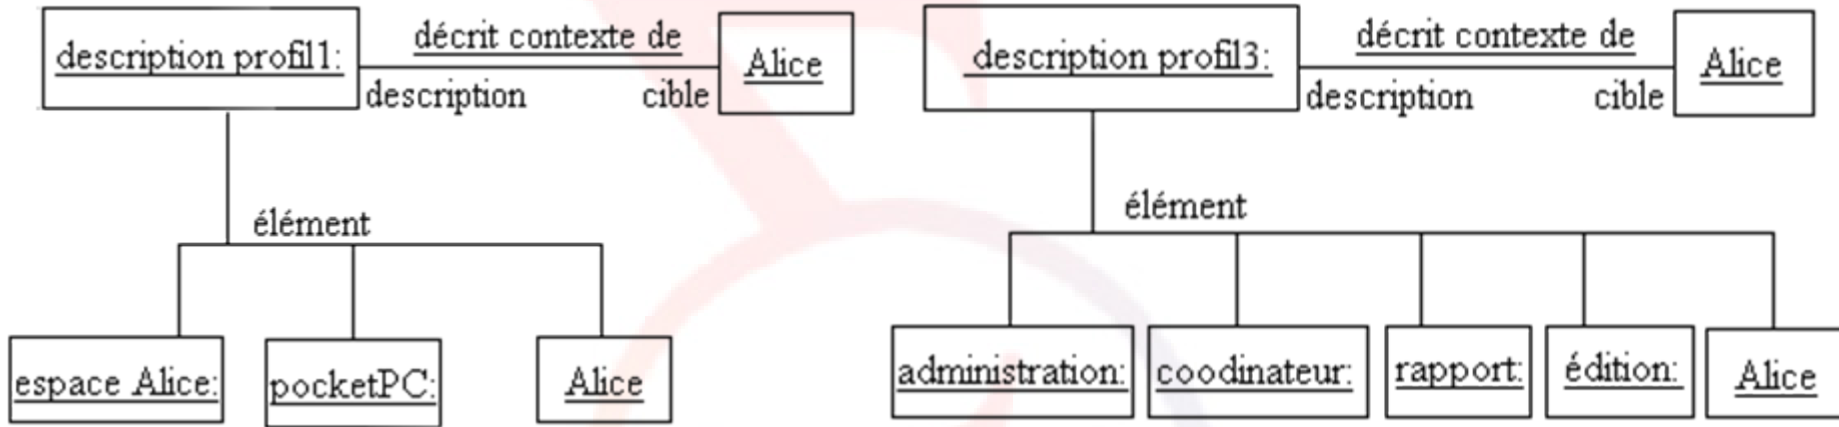 description profil1:
décrit contexte de
description
cible
Alice
élément
espace Alice:
pocketPC:
Alice
description profil3:
décrit contexte de
description
cible
Alice
élément
administration:
coodinateur:
rapport:
édition:
Alice